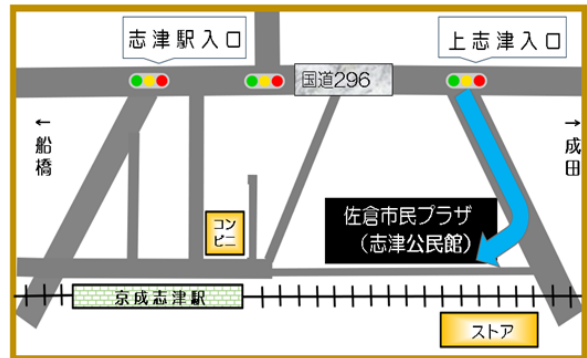 志津駅入口
上志津入口
国道296
← 船橋
→ 成田
コン
ビニ
佐倉市民プラザ
(志津公民館)
京成志津駅
ストア